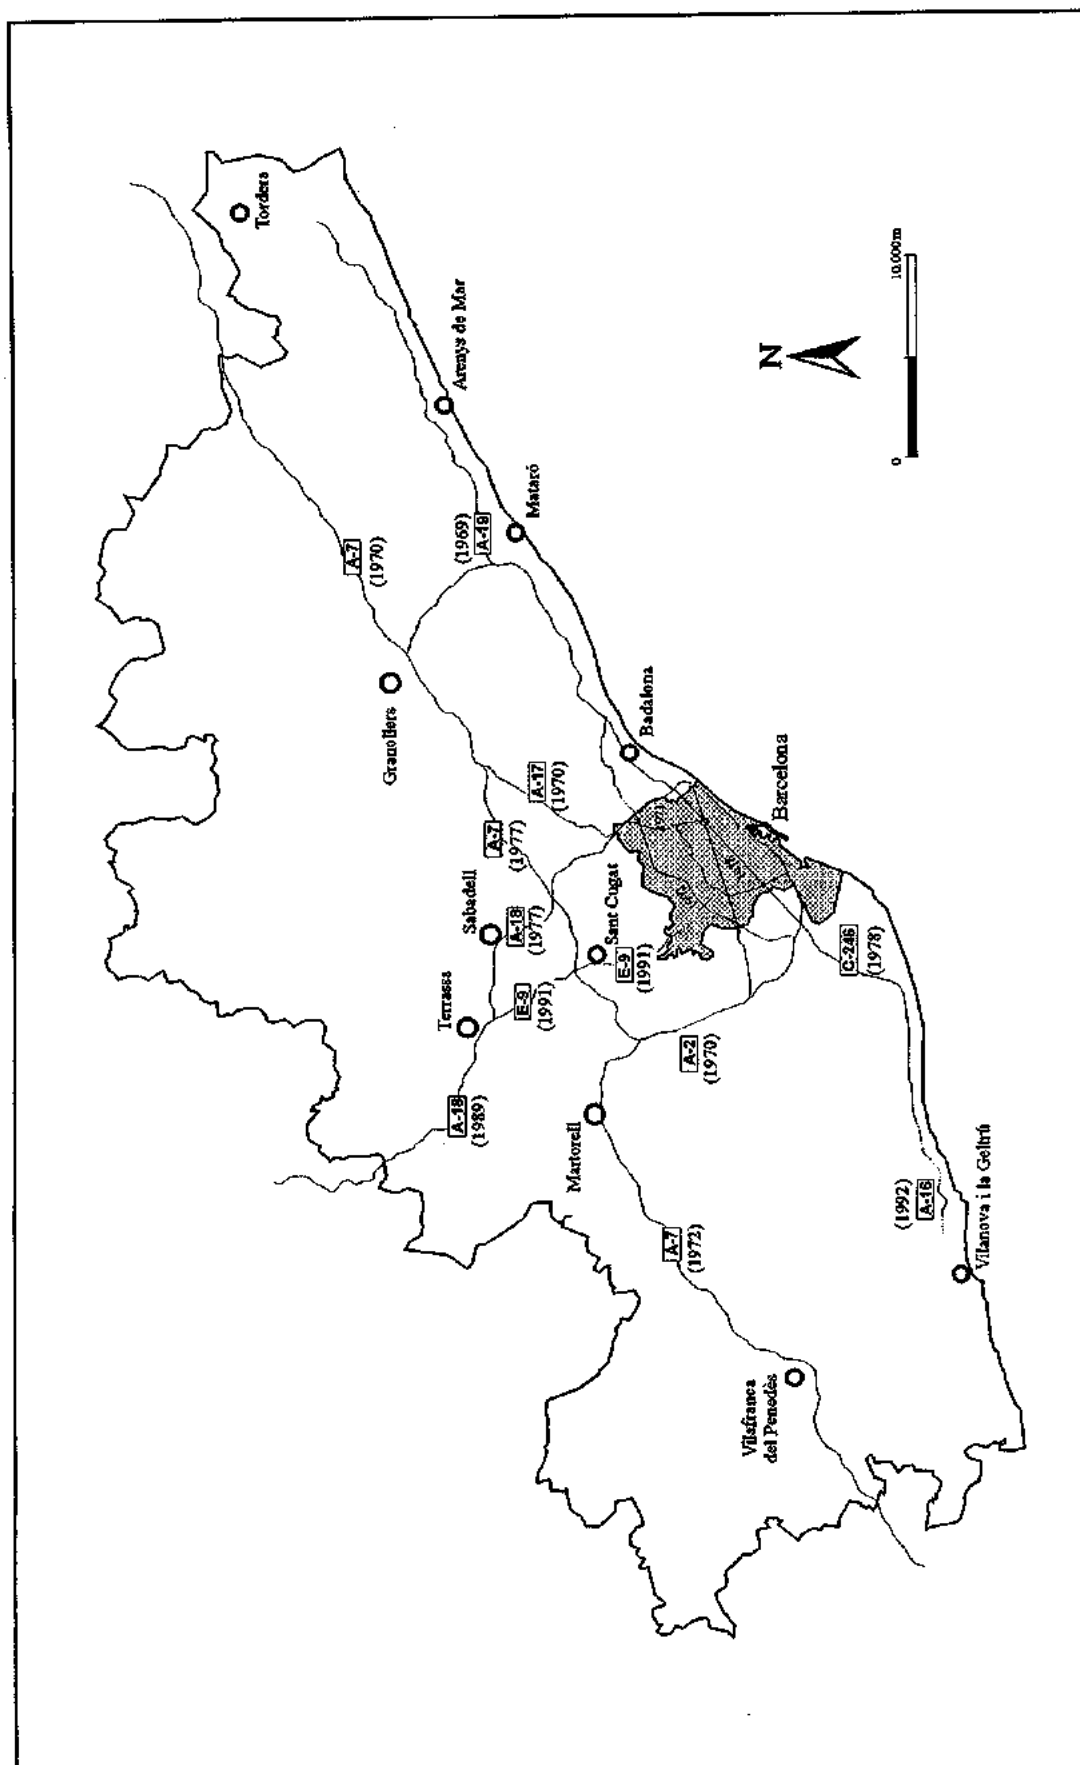 Tordera
Arenys de Mar
N
0
10.000m
A-7
(1970)
(1969)
A-19
Mataró
Granollers
A-17
(1970)
Badalona
A-7
(1977)
Barcelona
Sabadell
A-18
(1977)
Sant Cugat
E-9
(1991)
C-246
(1978)
Terrassa
E-9
(1991)
A-2
(1970)
A-18
(1989)
Martorell
A-7
(1972)
(1992)
A-16
Vilanova i la Geltrú
Vilafranca
del Penedès